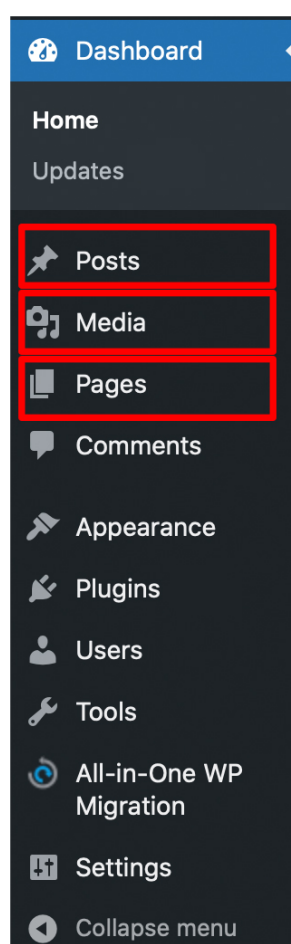 Dashboard
Home
Updates
Posts
Media
Pages
Comments
Appearance
Plugins
Users
Tools
All-in-One WP
Migration
Settings
Collapse menu